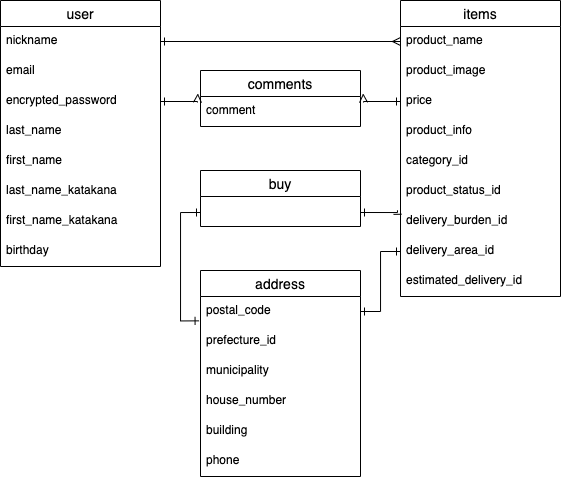 user
nickname
email
encrypted_password
last_name
first_name
last_name_katakana
first_name_katakana
birthday
comments
comment
buy
address
postal_code
prefecture_id
municipality
house_number
building
phone
items
product_name
product_image
price
product_info
category_id
product_status_id
delivery_burden_id
delivery_area_id
estimated_delivery_id